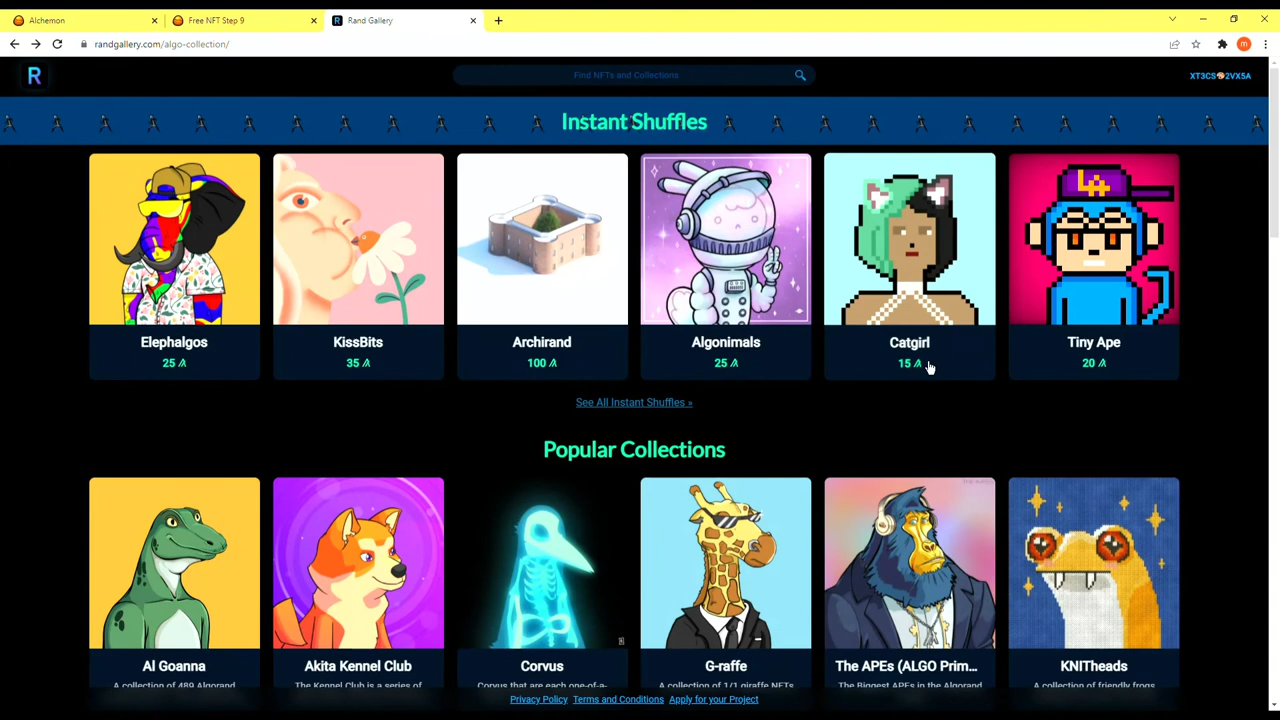 Alchemon
Free NFT Step 9
Rand Gallery
randgallery.com/algo-collection/
m
R
Find NFTs and Collections
XT3CS 2VX5A
Instant Shuffles
LA
Elephalgos
KissBits
Archirand
Algonimals
Catgirl
Tiny Ape
25
35
100
25
15
20
See All Instant Shuffles »
Popular Collections
Al Goanna
Akita Kennel Club
Corvus
G-raffe
The APEs (ALGO Prim...
KNITheads
A collection of 489 Algorand
The Kennel Club is a series of
Corvus that are each one-of-a-
A collection of 1/1 giraffe NFTs
The Biggest APEs in the Algorand
A collection of friendly frogs
Privacy Policy
Terms and Conditions
Apply for your Project